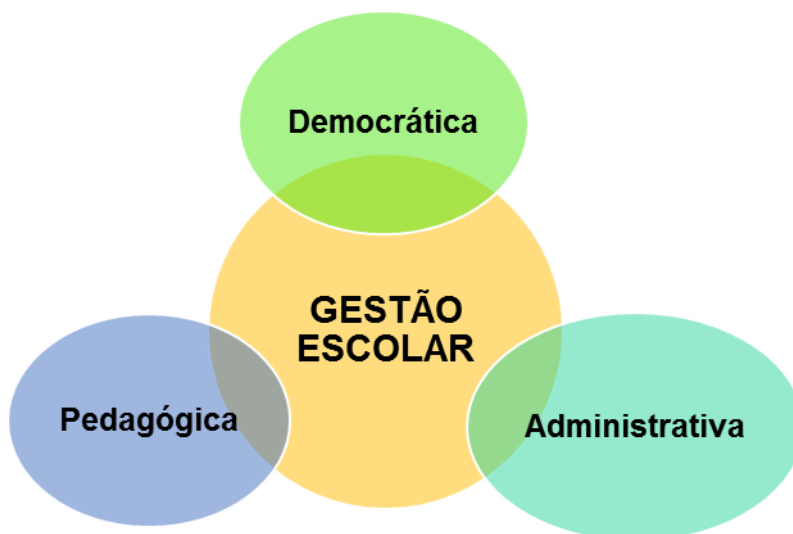 Democrática
GESTÃO
ESCOLAR
Pedagógica
Administrativa